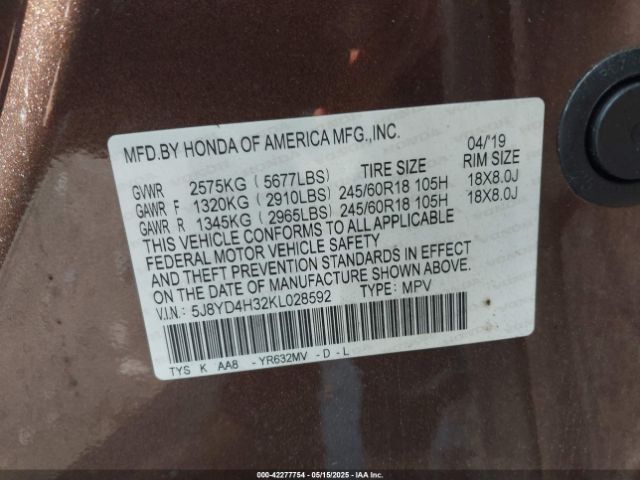 MFD.BY HONDA OF AMERICA MFG.,INC. 04/19
TIRE SIZE RIM SIZE
GVWR 2575KG ( 5677LBS)
GAWR F 1320KG ( 2910LBS) 245/60R18 105H 18X8.0J
GAWR R 1345KG ( 2965LBS) 245/60R18 105H 18X8.0J
THIS VEHICLE CONFORMS TO ALL APPLICABLE
FEDERAL MOTOR VEHICLE SAFETY
AND THEFT PREVENTION STANDARDS IN EFFECT
ON THE DATE OF MANUFACTURE SHOWN ABOVE.
V.I.N.: 5J8YD4H32KL028592 TYPE: MPV
TYS K AA8 - YR632MV - D - L
000-42277754 - 05/15/2025 - IAA Inc.